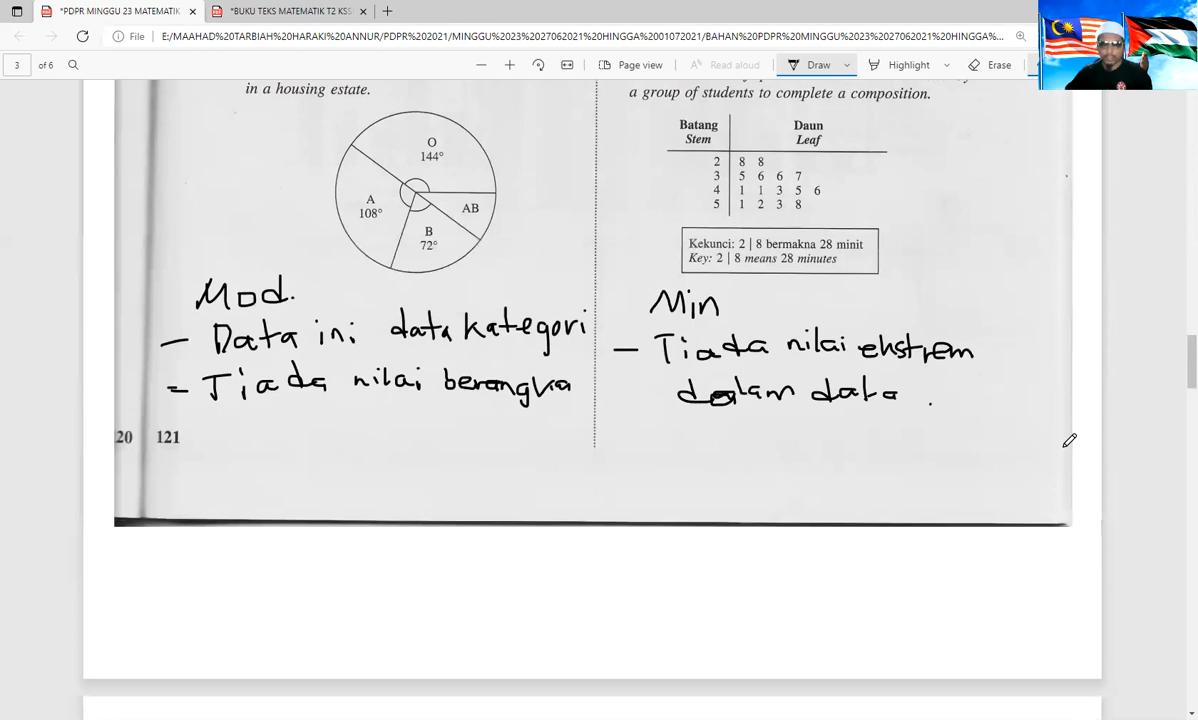 *PDPR MINGGU 23 MATEMATIK
*BUKU TEKS MATEMATIK T2 KSS
File
E:/MAAHAD%20TARBIAH%20HARAKI%20ANNUR/PDPR%202021/MINGGU%2023%2027062021%20HINGGA%2001072021/BAHAN%20PDPR%20MINGGU%2023%2027062021%20HINGGA%...
3 of 6
Page view
Read aloud
Draw
Highlight
Erase
in a housing estate.
O
144°
A
108°
AB
B
72°
Mod.
- Data ini data kategori
= Tiada nilai berangka
20 121
a group of students to complete a composition.
Batang Daun
Stem Leaf
2 8 8
3 5 6 6 7
4 1 1 3 5 6
5 1 2 3 8
Kekunci: 2 | 8 bermakna 28 minit
Key: 2 | 8 means 28 minutes
Min
- Tiada nilai ekstrem
dalam data.